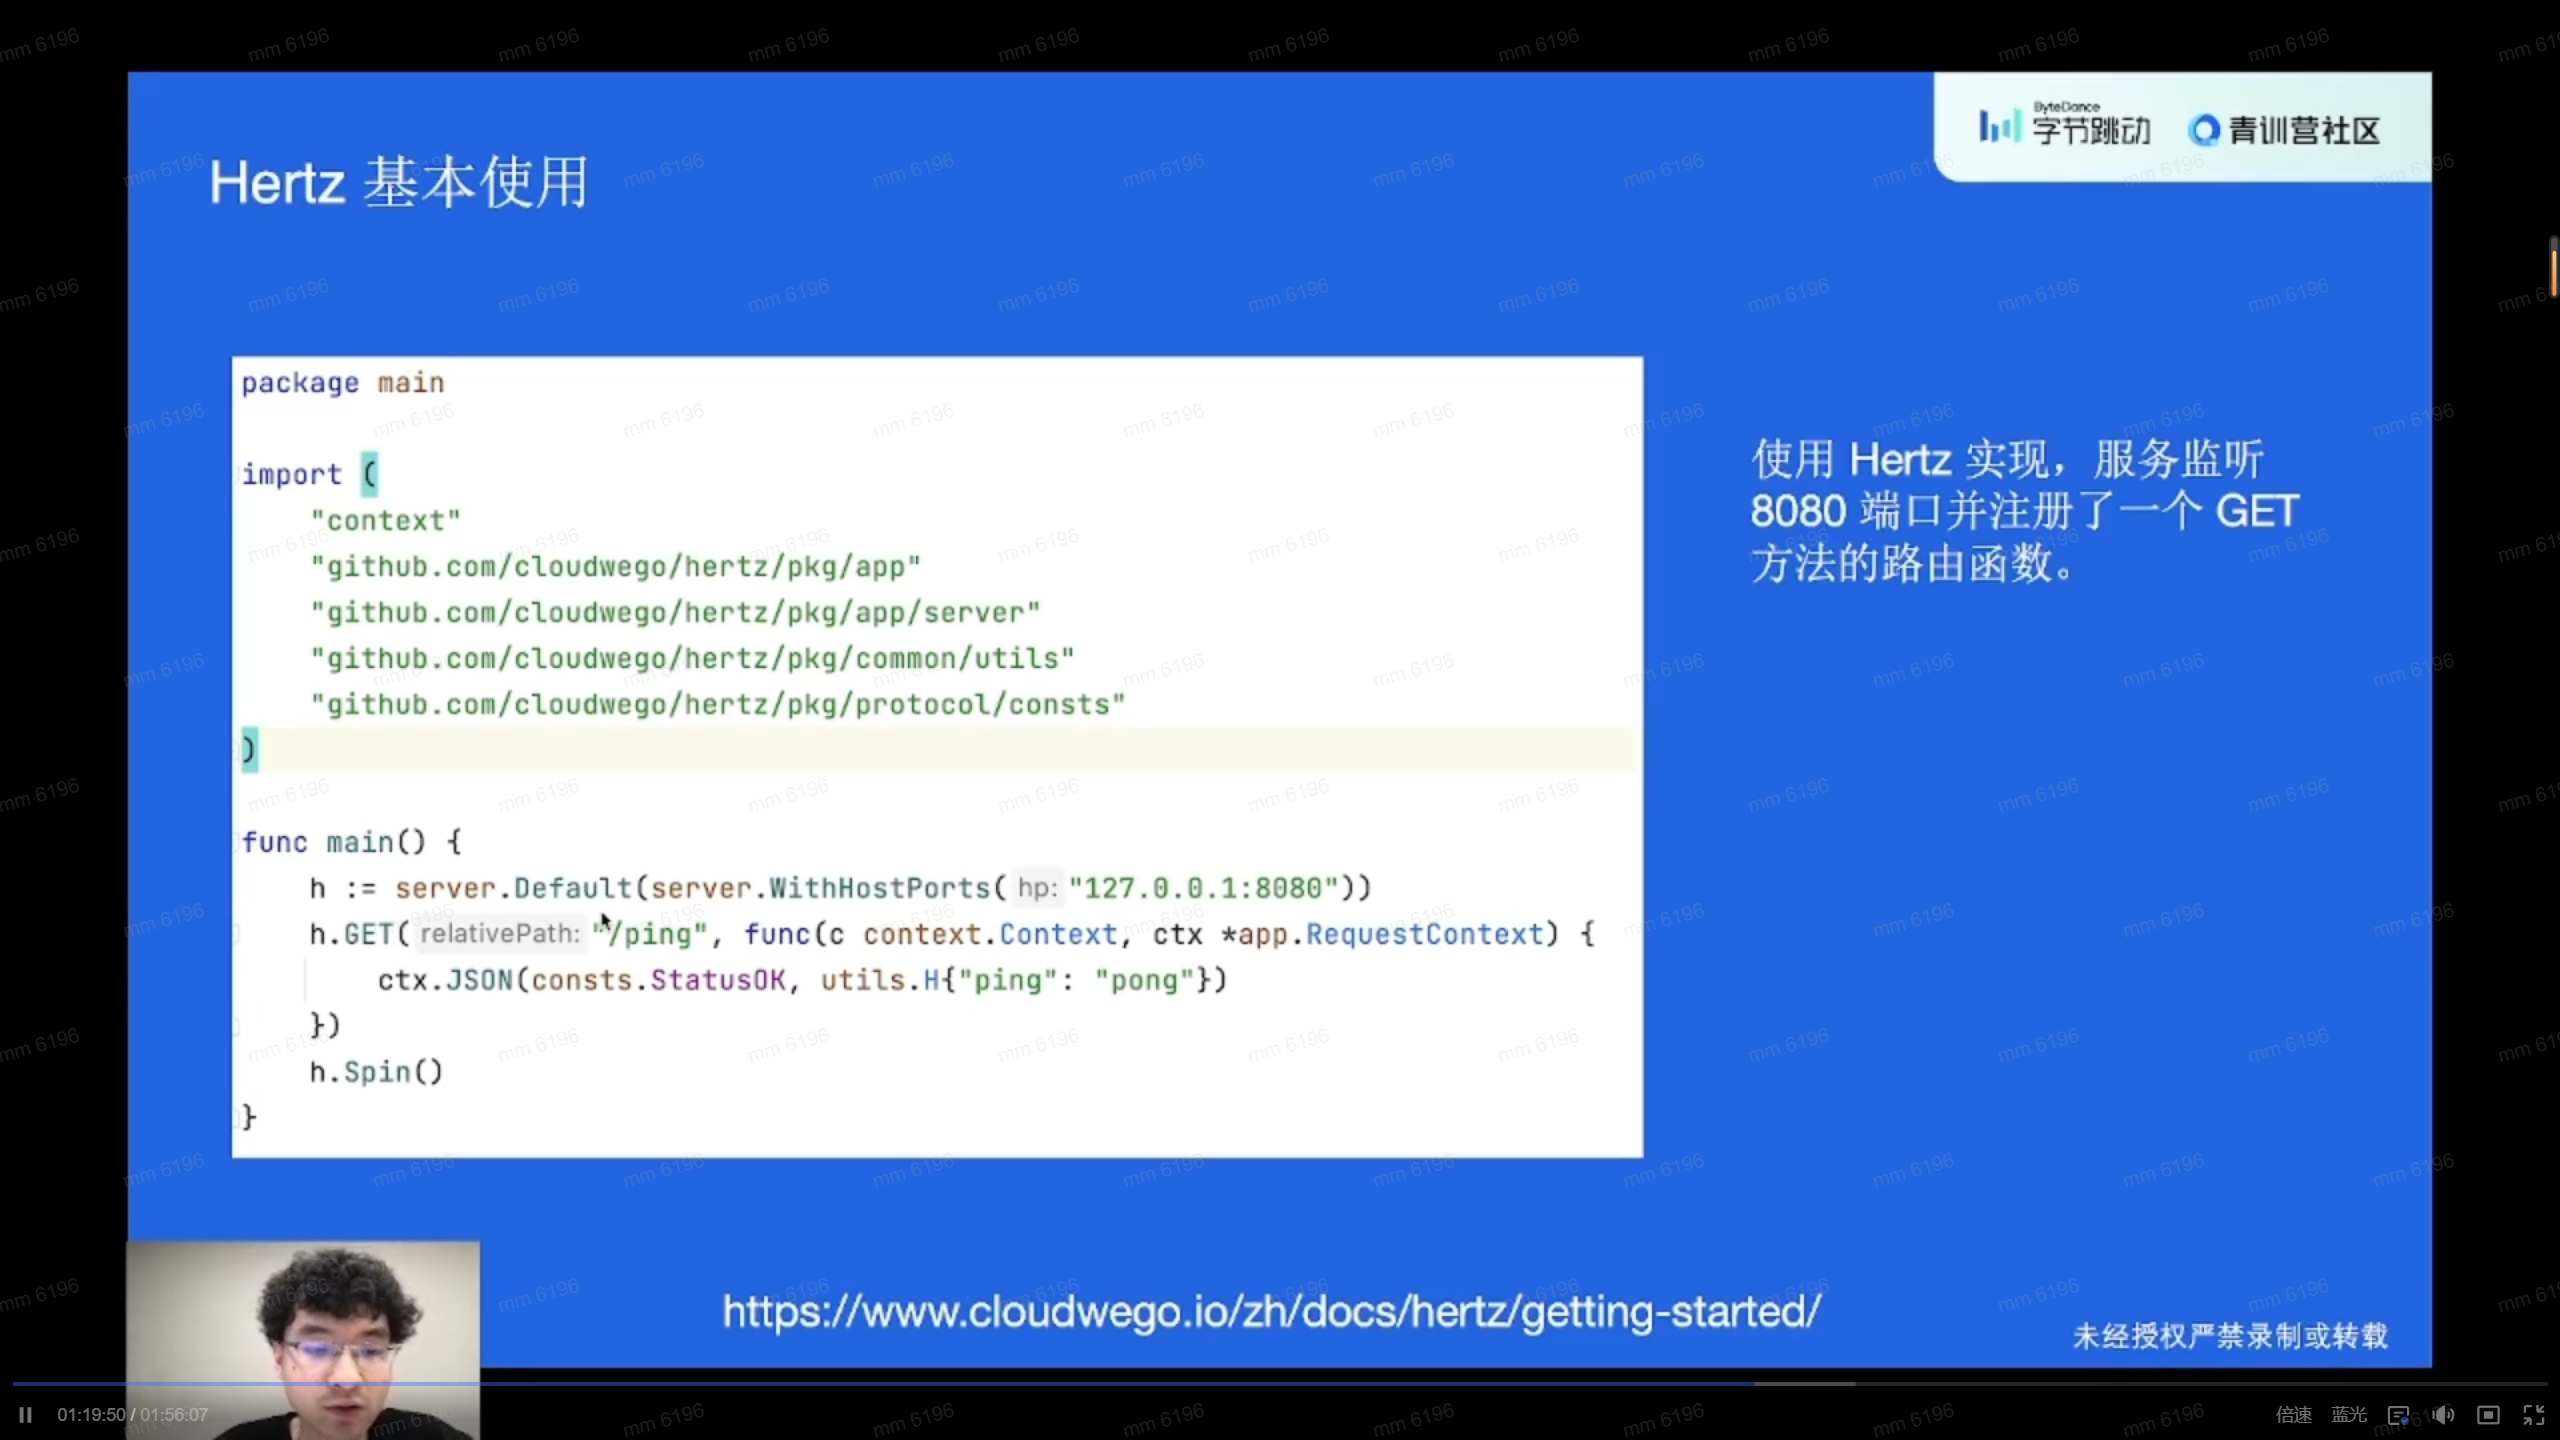 ByteDance
字节跳动
青训营社区
Hertz 基本使用
package main
import (
"context"
"github.com/cloudwego/hertz/pkg/app"
"github.com/cloudwego/hertz/pkg/app/server"
"github.com/cloudwego/hertz/pkg/common/utils"
"github.com/cloudwego/hertz/pkg/protocol/consts"
)
func main() {
h := server.Default(server.WithHostPorts( hp: "127.0.0.1:8080"))
h.GET( relativePath: "/ping", func(c context.Context, ctx *app.RequestContext) {
ctx.JSON(consts.StatusOK, utils.H{"ping": "pong"})
})
h.Spin()
}
使用 Hertz 实现，服务监听
8080 端口并注册了一个 GET
方法的路由函数。
https://www.cloudwego.io/zh/docs/hertz/getting-started/
未经授权严禁录制或转载
01:19:50 / 01:56:07
倍速 蓝光
mm 6196